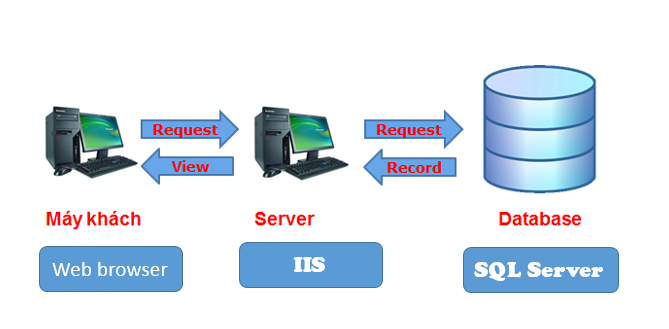 Request
Request
View
Record
Máy khách
Server
Database
Web browser
IIS
SQL Server